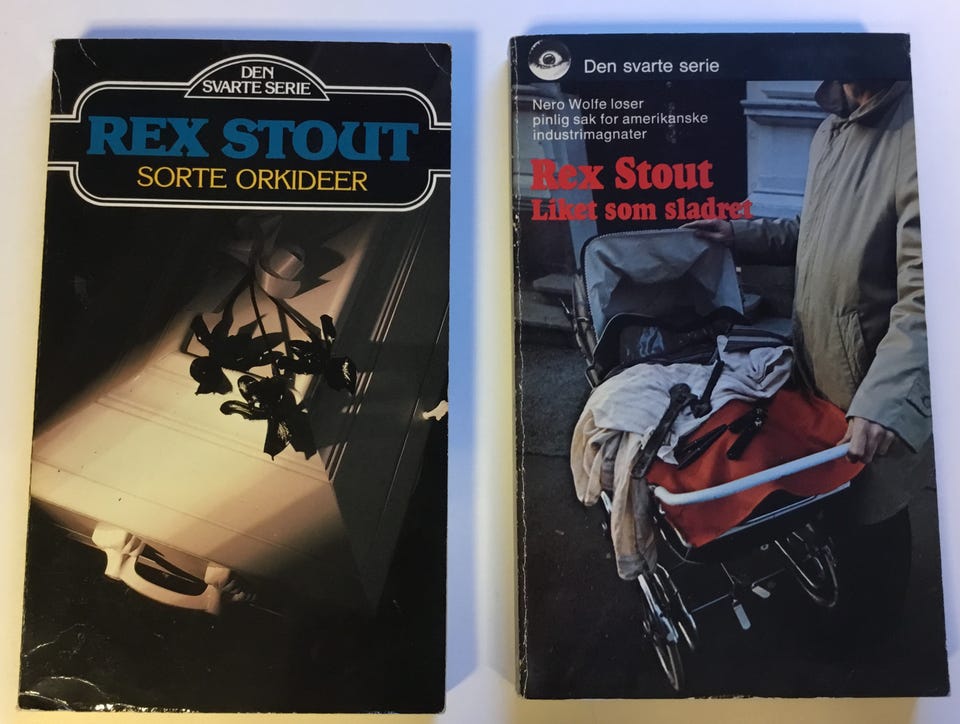 DEN
SVARTE SERIE
REX STOUT
SORTE ORKIDEER
Den svarte serie
Nero Wolfe løser
pinlig sak for amerikanske
industrimagnater
Rex Stout
Liket som sladret